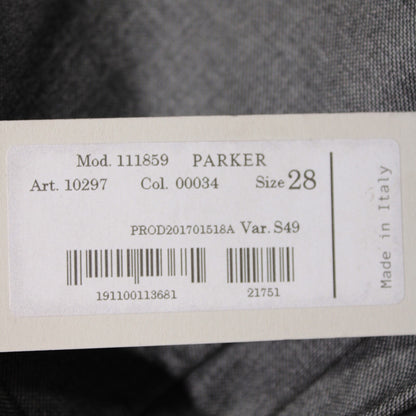 Mod. 111859 PARKER
Art. 10297 Col. 00034 Size 28
PROD201701518A Var. S49
191100113681 21751
Made in Italy